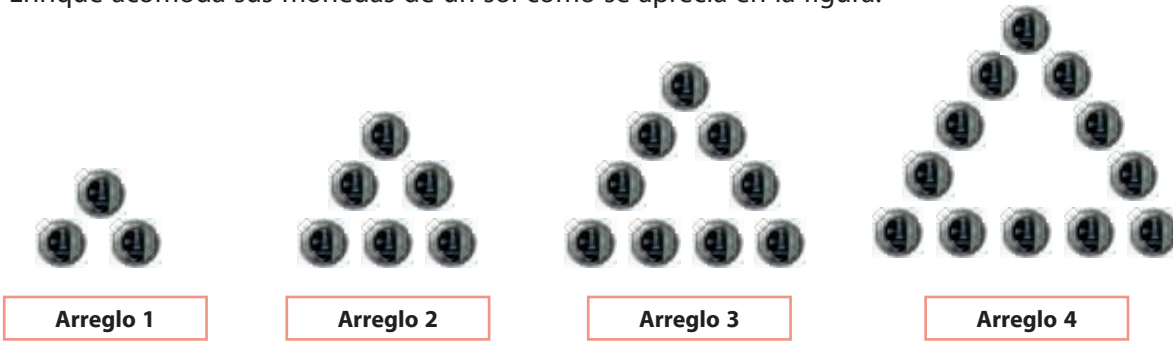 Enrique acomoda sus monedas de un sol como se aprecia en la figura.
Arreglo 1
Arreglo 2
Arreglo 3
Arreglo 4